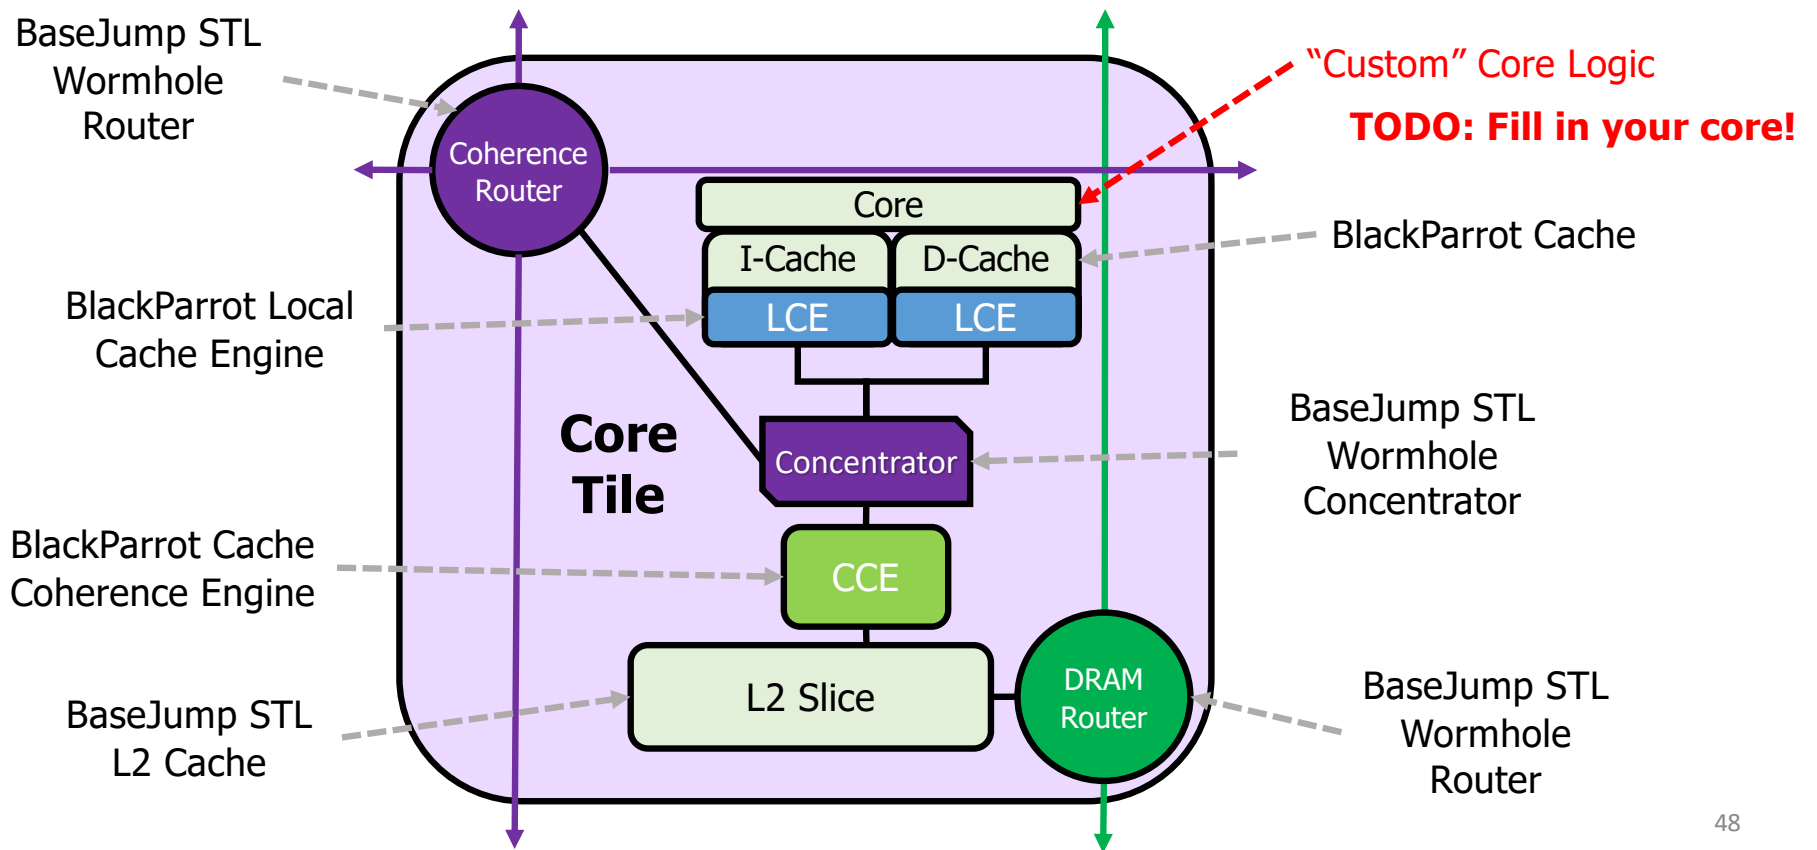 BaseJump STL
Wormhole
Router
"Custom" Core Logic
TODO: Fill in your core!
Coherence
Router
Core
I-Cache
D-Cache
BlackParrot Cache
LCE
LCE
BlackParrot Local
Cache Engine
Core
Tile
Concentrator
BaseJump STL
Wormhole
Concentrator
BlackParrot Cache
Coherence Engine
CCE
L2 Slice
DRAM
Router
BaseJump STL
L2 Cache
BaseJump STL
Wormhole
Router
48